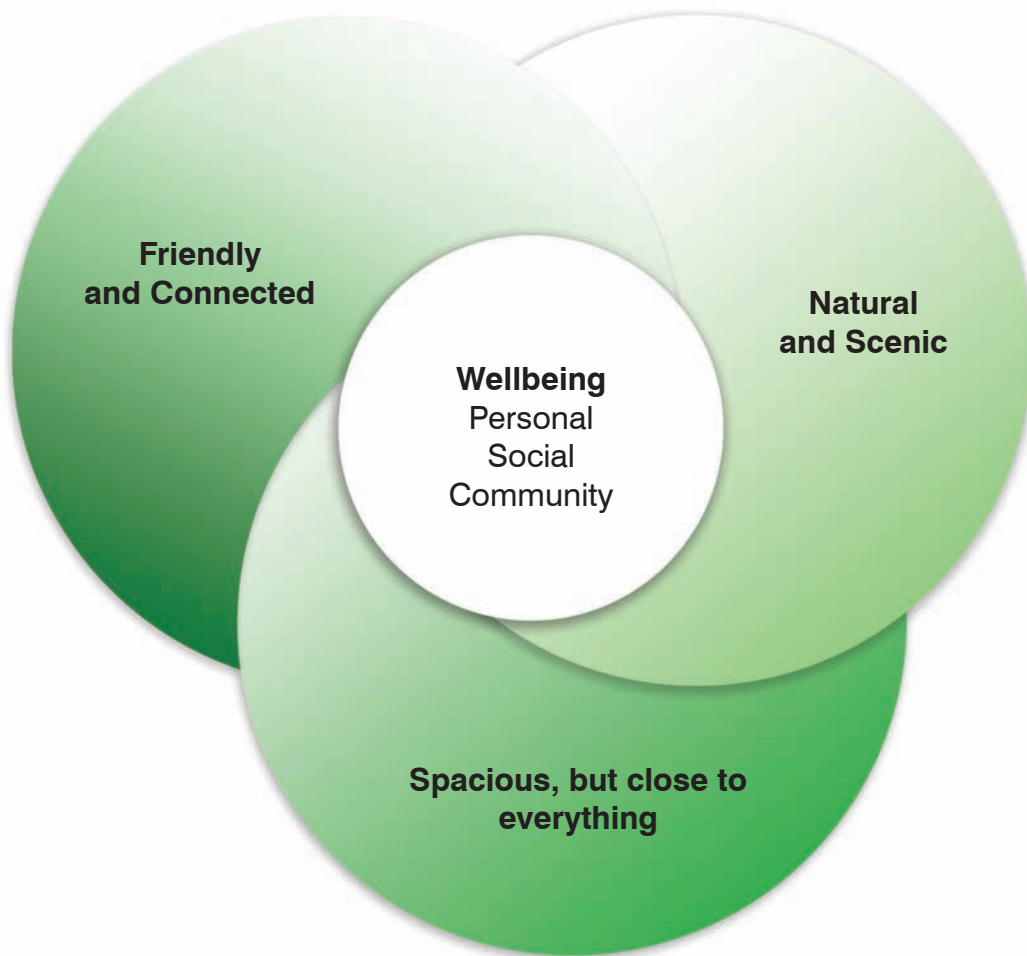 Friendly
and Connected
Natural
and Scenic
Wellbeing
Personal
Social
Community
Spacious, but close to
everything